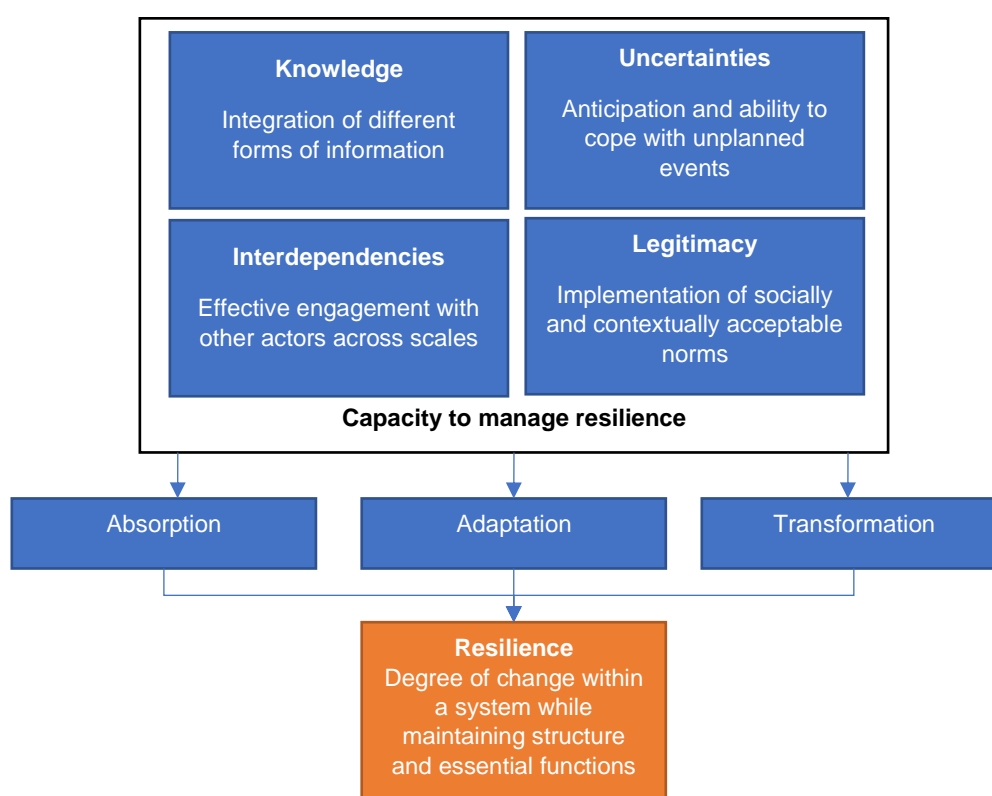 Knowledge
Integration of different
forms of information
Uncertainties
Anticipation and ability to
cope with unplanned
events
Interdependencies
Effective engagement with
other actors across scales
Legitimacy
Implementation of socially
and contextually acceptable
norms
Capacity to manage resilience
Absorption
Adaptation
Transformation
Resilience
Degree of change within
a system while
maintaining structure
and essential functions